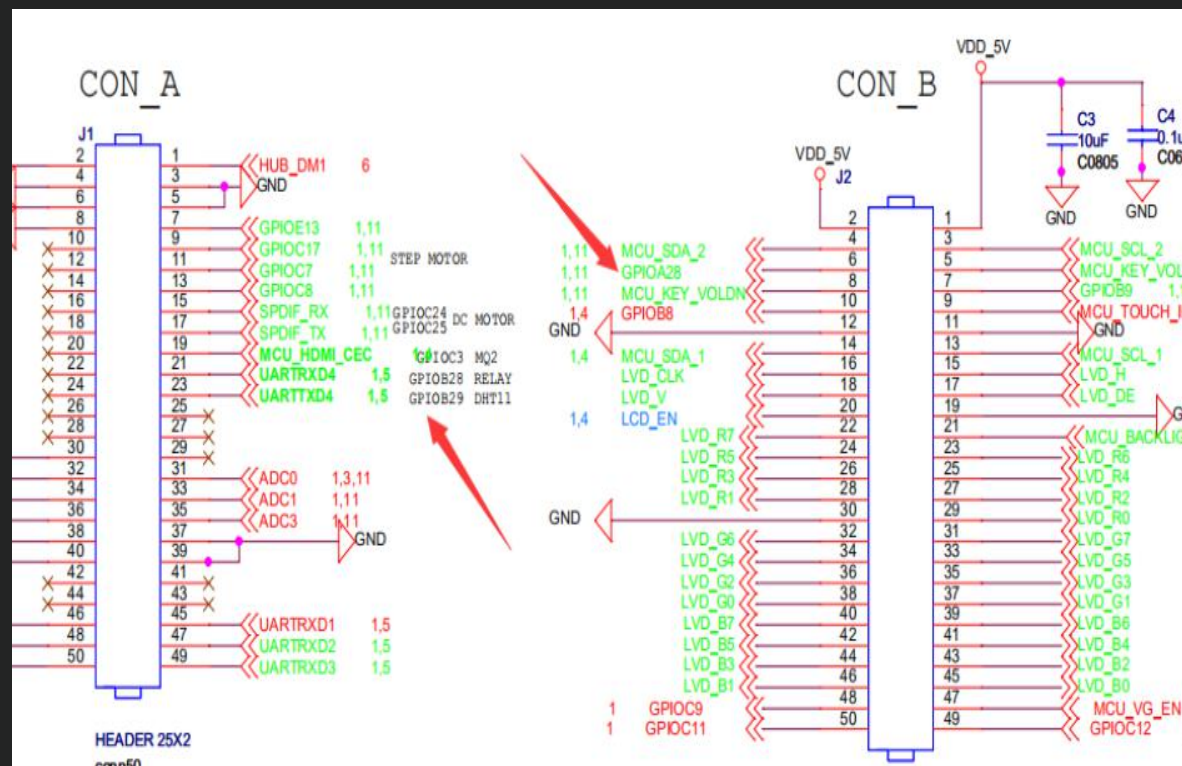 CON_A
J1
2 1 HUB_DM1 6
4 3 GND
6 5
8 7 GPIOE13 1,11
10 9 GPIOC17 1,11
STEP MOTOR
12 11 GPIOC7 1,11
14 13 GPIOC8 1,11
16 15 SPDIF_RX 1,11 GPIOC24
DC MOTOR
18 17 SPDIF_TX 1,11 GPIOC25
20 19 MCU_HDMI_CEC GPIOC3 MQ2
22 21 UARTRXD4 1,5 GPIOB28 RELAY
24 23 UARTTXD4 1,5 GPIOB29 DHT11
26 25
28 27
30 29
32 31 ADC0 1,3,11
34 33 ADC1 1,11
36 35 ADC3 1,11
38 37 GND
40 39
42 41
44 43
46 45 UARTRXD1 1,5
48 47 UARTRXD2 1,5
50 49 UARTRXD3 1,5
HEADER 25X2
CON_B
VDD_5V
C3
10uF
C0805
GND
C4
GND
VDD_5V
J2
2 1
1,11 MCU_SDA_2 4 3 MCU_SCL_2
1,11 GPIOA28 6 5 MCU_KEY_VOL
1,11 MCU_KEY_VOLDN 8 7 GPIOB9
1,4 GPIOB8 10 9 MCU_TOUCH_I
GND 12 11 GND
1,4 MCU_SDA_1 14 13 MCU_SCL_1
LVD_CLK 16 15 LVD_H
LVD_V 18 17 LVD_DE
1,4 LCD_EN 20 19
LVD_R7 22 21 MCU_BACKLIG
LVD_R5 24 23 LVD_R6
LVD_R3 26 25 LVD_R4
LVD_R1 28 27 LVD_R2
GND 30 29 LVD_R0
LVD_G6 32 31 LVD_G7
LVD_G4 34 33 LVD_G5
LVD_G2 36 35 LVD_G3
LVD_G0 38 37 LVD_G1
LVD_B7 40 39 LVD_B6
LVD_B5 42 41 LVD_B4
LVD_B3 44 43 LVD_B2
LVD_B1 46 45 LVD_B0
1 GPIOC9 48 47 MCU_VG_EN
1 GPIOC11 50 49 GPIOC12